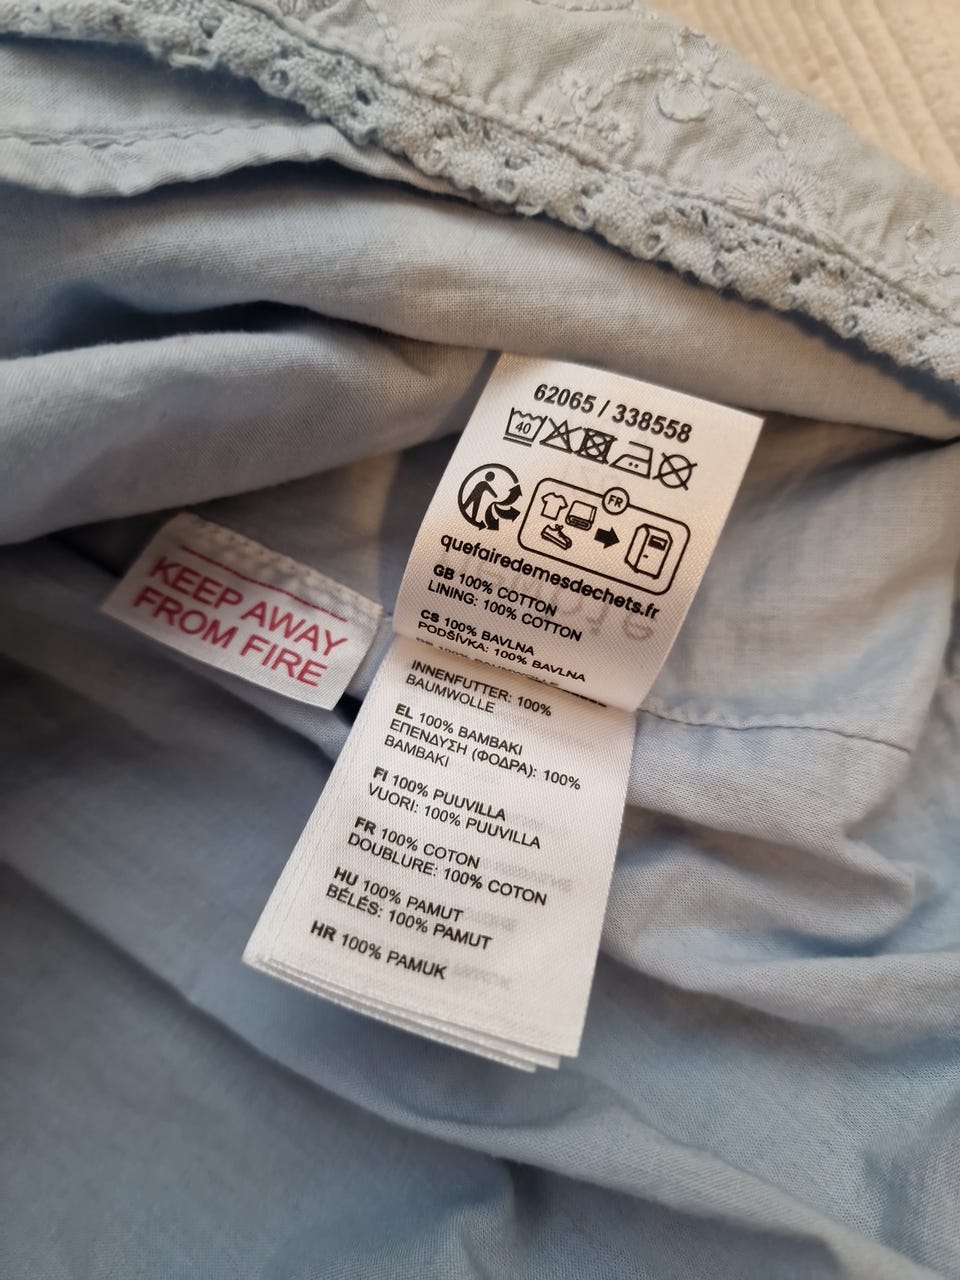 62065 / 338558
40
FR
quefairedemesdechets.fr
GB 100% COTTON
LINING: 100% COTTON
CS 100% BAVLNA
PODŠÍVKA: 100% BAVLNA
INNENFUTTER: 100%
BAUMWOLLE
EL 100% ΒΑΜΒΑΚΙ
ΕΠΕΝΔΥΣΗ (ΦΟΔΡΑ): 100%
ΒΑΜΒΑΚΙ
FI 100% PUUVILLA
VUORI: 100% PUUVILLA
FR 100% COTON
DOUBLURE: 100% COTON
HU 100% PAMUT
BÉLÉS: 100% PAMUT
HR 100% PAMUK
KEEP AWAY
FROM FIRE